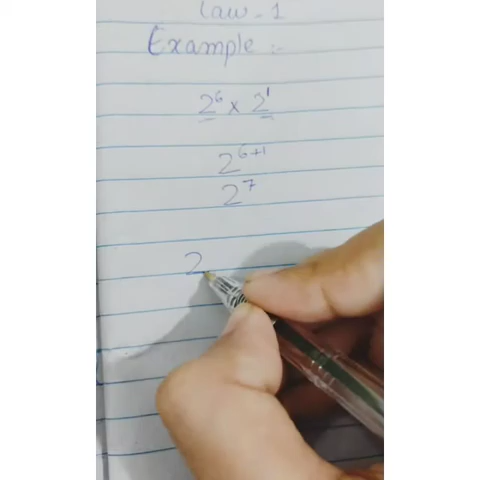 Law - 1
Example :-
2⁶ x 2¹
2⁶⁺¹
2⁷
2